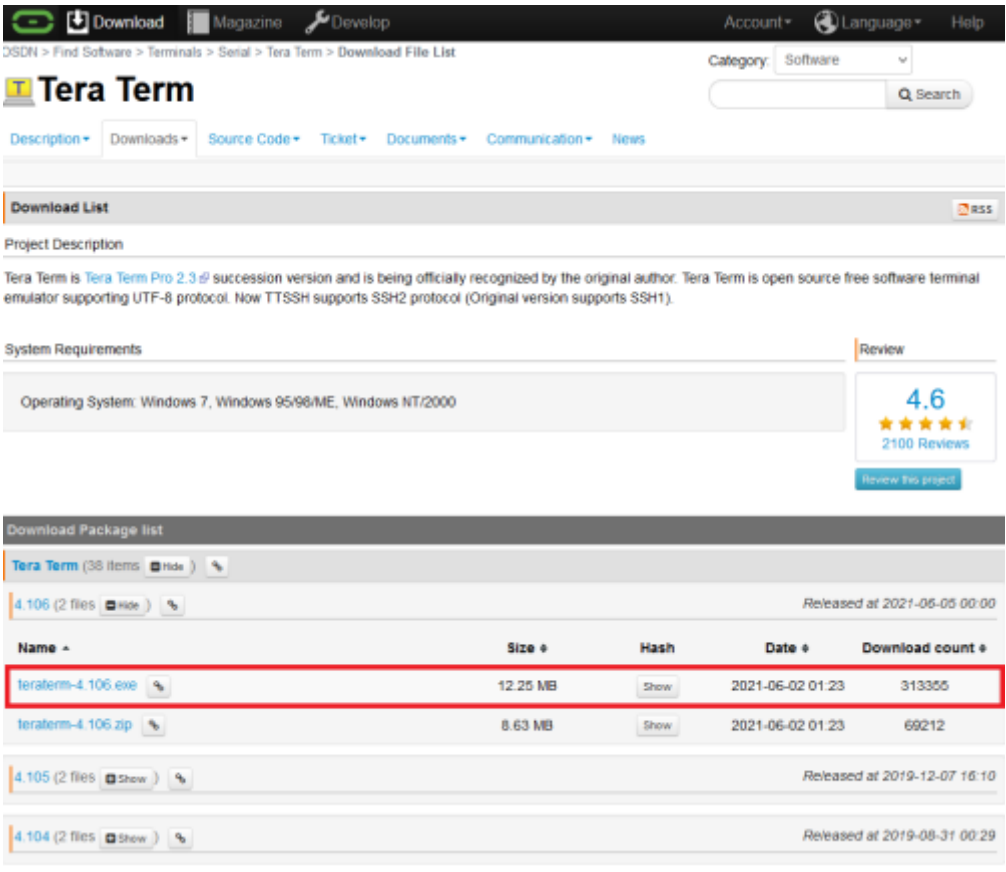 Download Magazine Develop Account Language Help
OSDN > Find Software > Terminals > Serial > Tera Term > Download File List
Category: Software
Tera Term
Search
Description Downloads Source Code Ticket Documents Communication News
Download List
RSS
Project Description
Tera Term is Tera Term Pro 2.3 succession version and is being officially recognized by the original author. Tera Term is open source free software terminal
emulator supporting UTF-8 protocol. Now TTSSH supports SSH2 protocol (Original version supports SSH1).
System Requirements
Review
Operating System: Windows 7, Windows 95/98/ME, Windows NT/2000
4.6
2100 Reviews
Review this project
Download Package list
Tera Term (38 items Hide )
4.106 (2 files Hide ) Released at 2021-06-05 00:00
Name Size Hash Date Download count
teraterm-4.106.exe 12.25 MB Show 2021-06-02 01:23 313355
teraterm-4.106.zip 8.63 MB Show 2021-06-02 01:23 69212
4.105 (2 files Show ) Released at 2019-12-07 16:10
4.104 (2 files Show ) Released at 2019-08-31 00:29